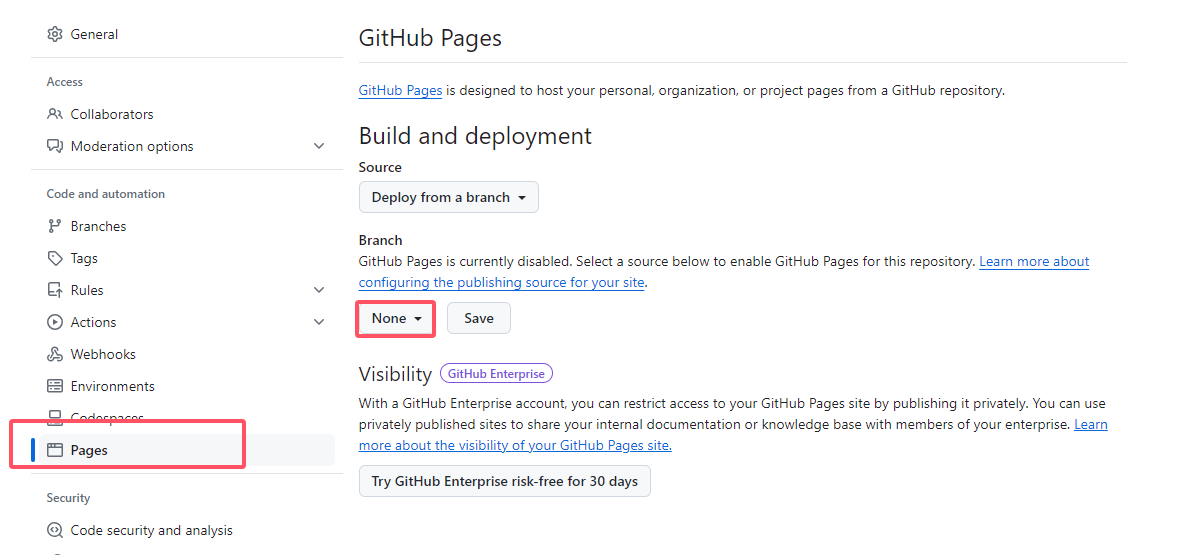 General
Access
Collaborators
Moderation options
Code and automation
Branches
Tags
Rules
Actions
Webhooks
Environments
Codespaces
Pages
Security
Code security and analysis
GitHub Pages
GitHub Pages is designed to host your personal, organization, or project pages from a GitHub repository.
Build and deployment
Source
Deploy from a branch
Branch
GitHub Pages is currently disabled. Select a source below to enable GitHub Pages for this repository. Learn more about
configuring the publishing source for your site.
None
Save
Visibility GitHub Enterprise
With a GitHub Enterprise account, you can restrict access to your GitHub Pages site by publishing it privately. You can use
privately published sites to share your internal documentation or knowledge base with members of your enterprise. Learn
more about the visibility of your GitHub Pages site.
Try GitHub Enterprise risk-free for 30 days